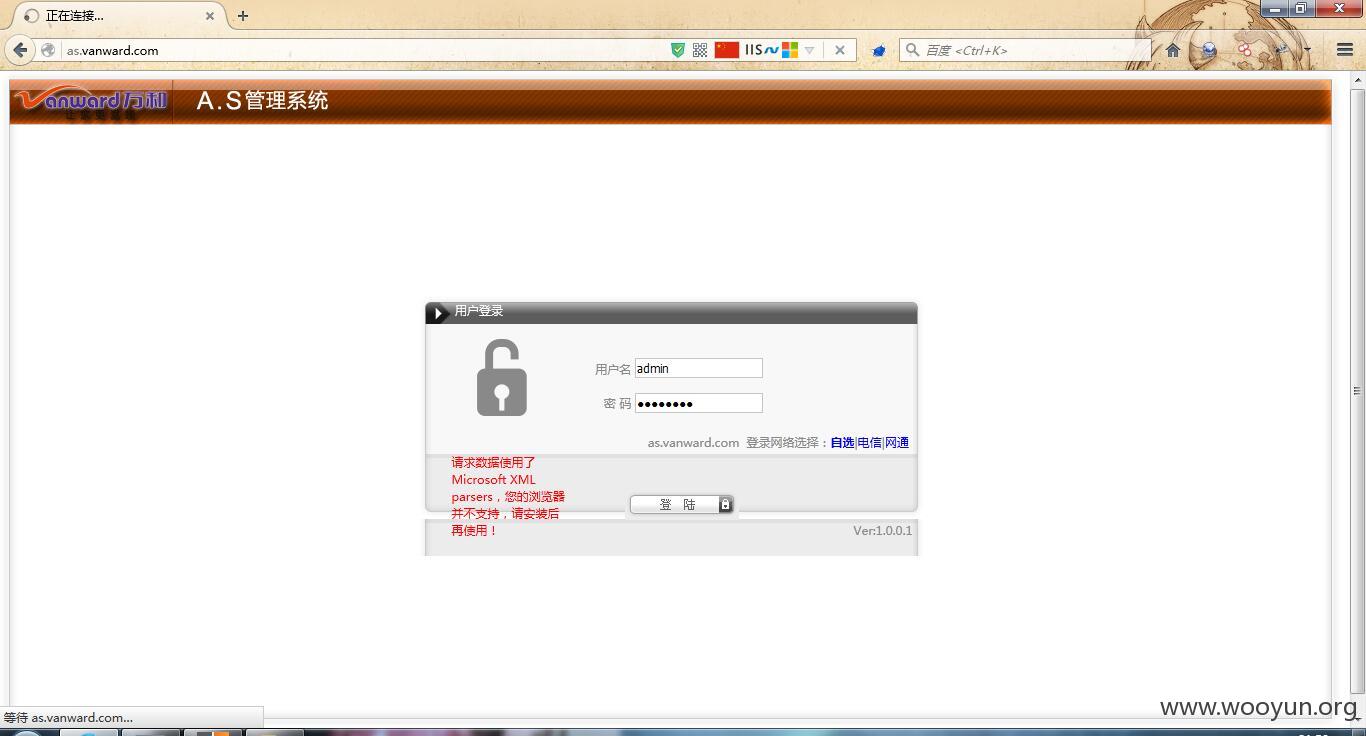 正在连接...
as.vanward.com
IIS
百度 <Ctrl+K>
Vanward万和
A.S管理系统
用户登录
用户名 admin
密 码 ●●●●●●●●
as.vanward.com 登录网络选择：自选|电信|网通
请求数据使用了
Microsoft XML
parsers，您的浏览器
并不支持，请安装后
再使用！
登 陆
Ver:1.0.0.1
等待 as.vanward.com...
www.wooyun.org